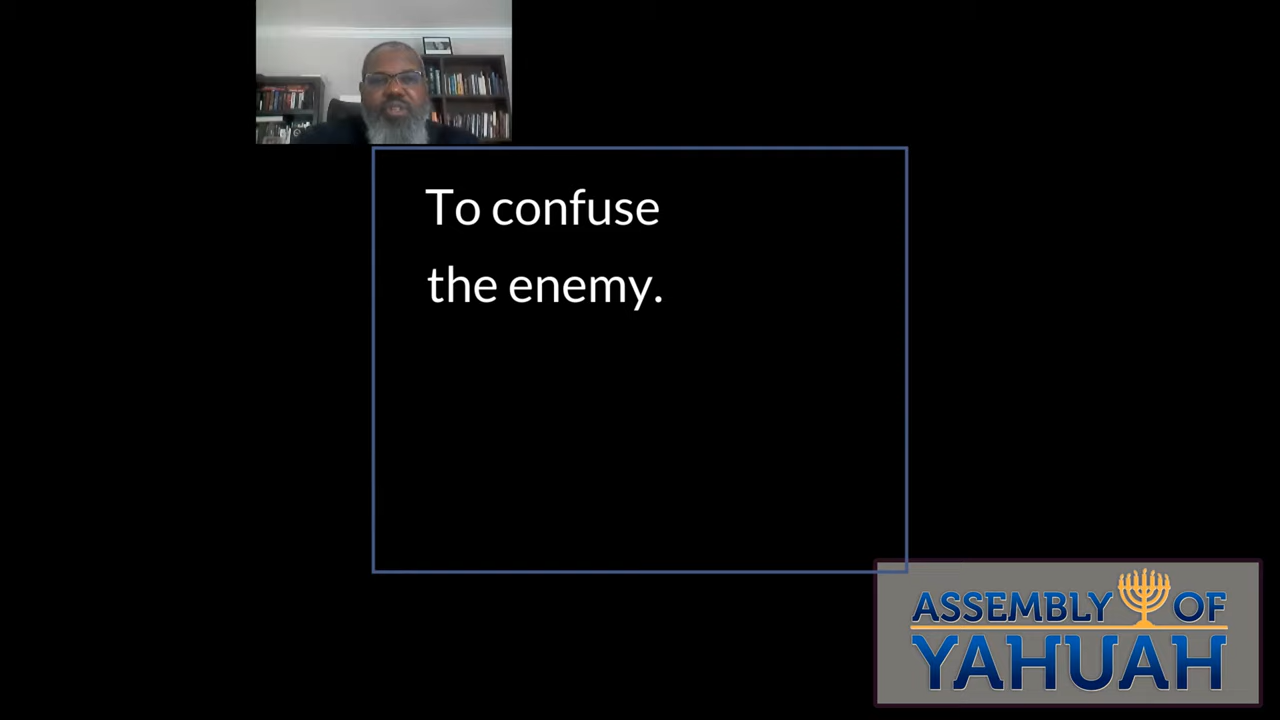 To confuse
the enemy.
ASSEMBLY OF
YAHUAH